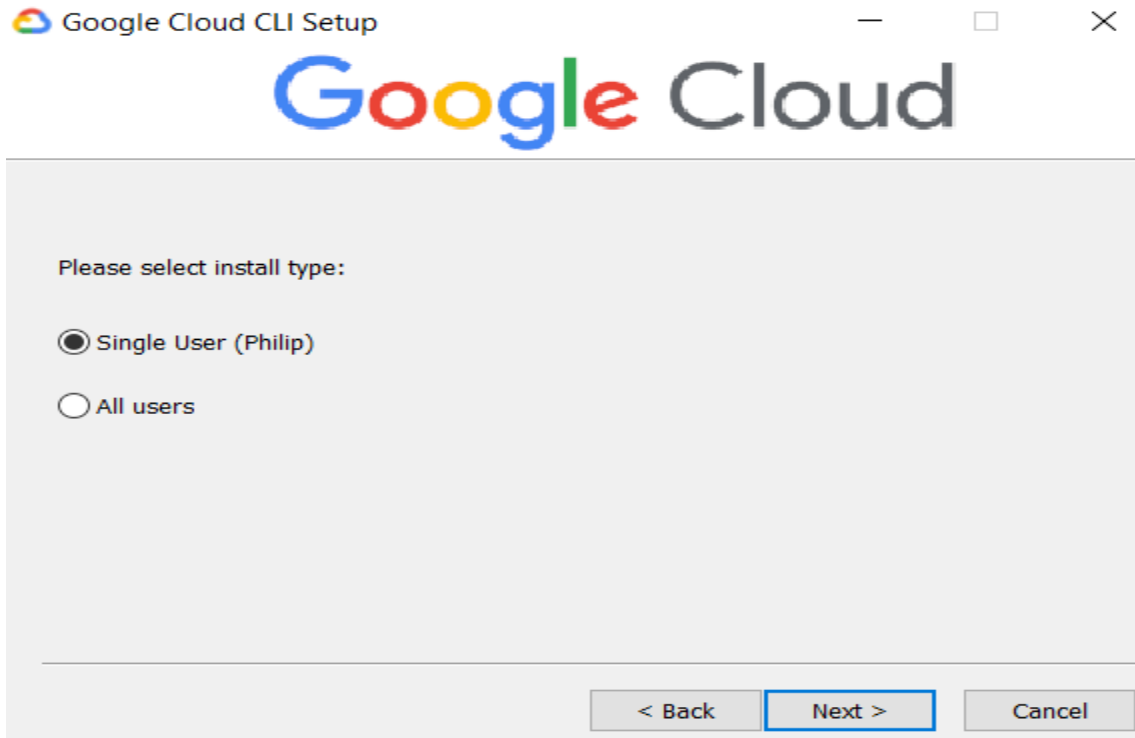 Google Cloud CLI Setup
Google Cloud
Please select install type:
Single User (Philip)
All users
< Back Next > Cancel